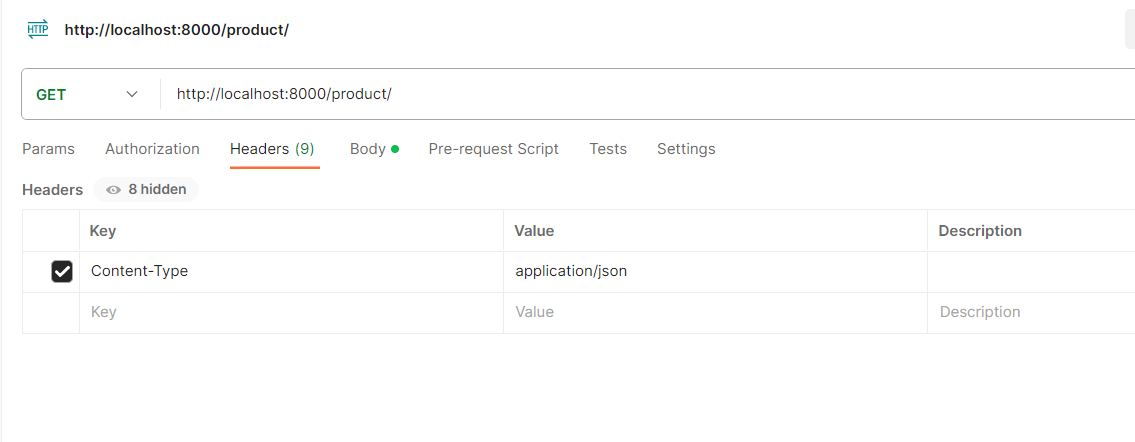 HTTP http://localhost:8000/product/
GET http://localhost:8000/product/
Params Authorization Headers (9) Body Pre-request Script Tests Settings
Headers 8 hidden
Key Value Description
Content-Type application/json
Key Value Description